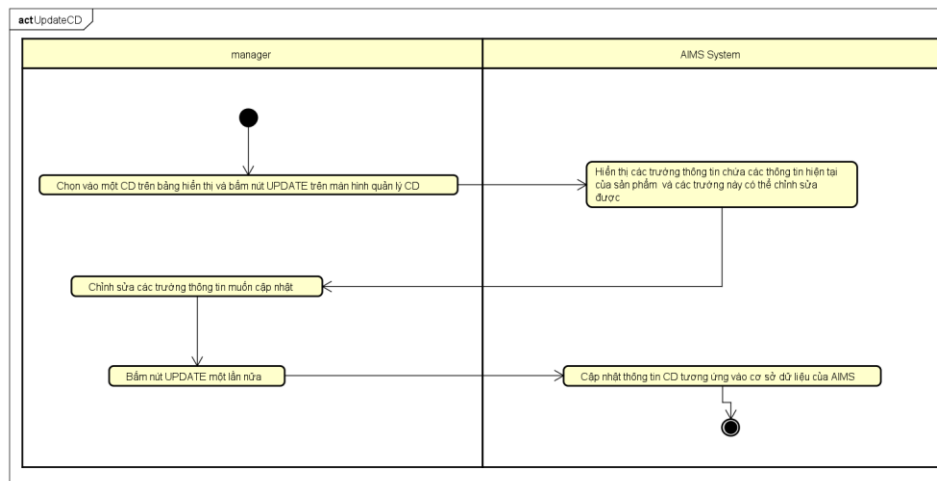 act UpdateCD
manager
AIMS System
Chọn vào một CD trên bảng hiển thị và bấm nút UPDATE trên màn hình quản lý CD
Hiển thị các trường thông tin chứa các thông tin hiện tại
của sản phẩm và các trường này có thể chỉnh sửa
được
Chỉnh sửa các trường thông tin muốn cập nhật
Bấm nút UPDATE một lần nữa
Cập nhật thông tin CD tương ứng vào cơ sở dữ liệu của AIMS